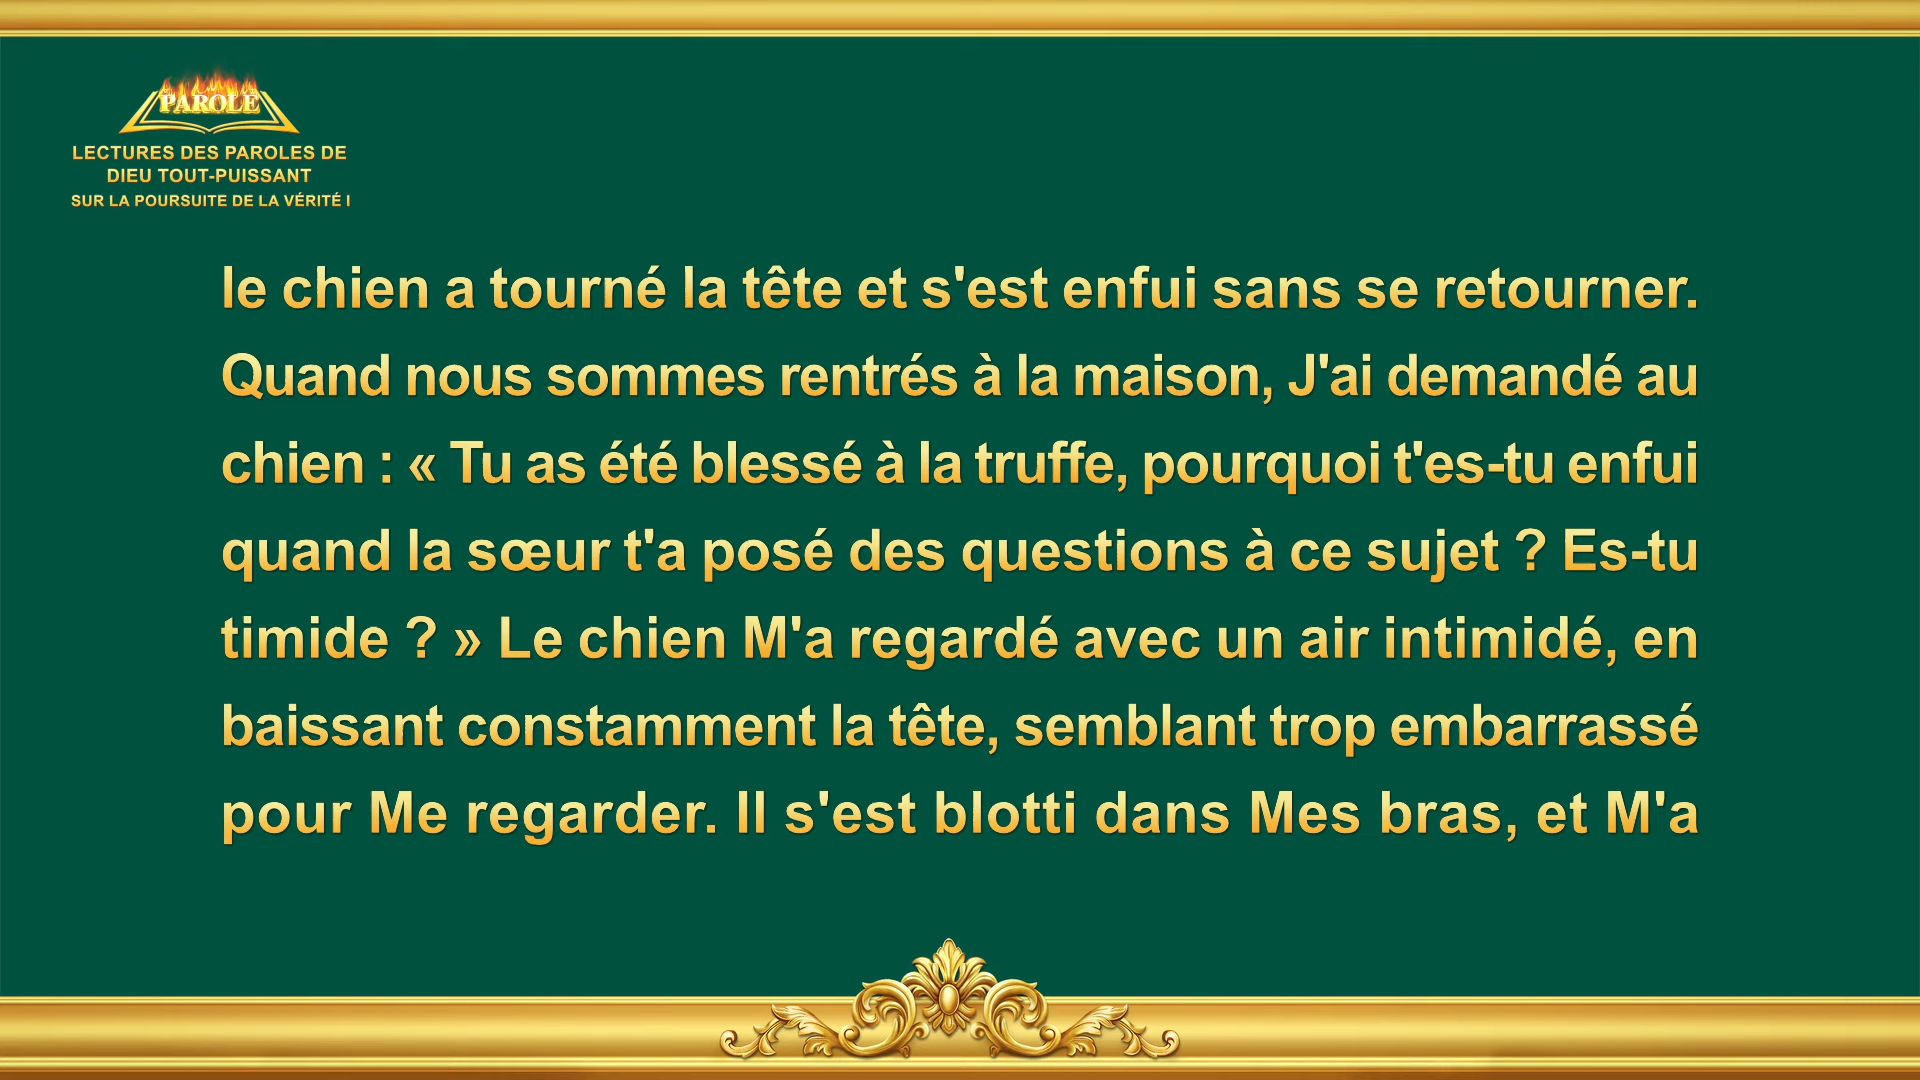 PAROLE
LECTURES DES PAROLES DE
DIEU TOUT-PUISSANT
SUR LA POURSUITE DE LA VÉRITÉ I
le chien a tourné la tête et s'est enfui sans se retourner.
Quand nous sommes rentrés à la maison, J'ai demandé au
chien : « Tu as été blessé à la truffe, pourquoi t'es-tu enfui
quand la sœur t'a posé des questions à ce sujet ? Es-tu
timide ? » Le chien M'a regardé avec un air intimidé, en
baissant constamment la tête, semblant trop embarrassé
pour Me regarder. Il s'est blotti dans Mes bras, et M'a